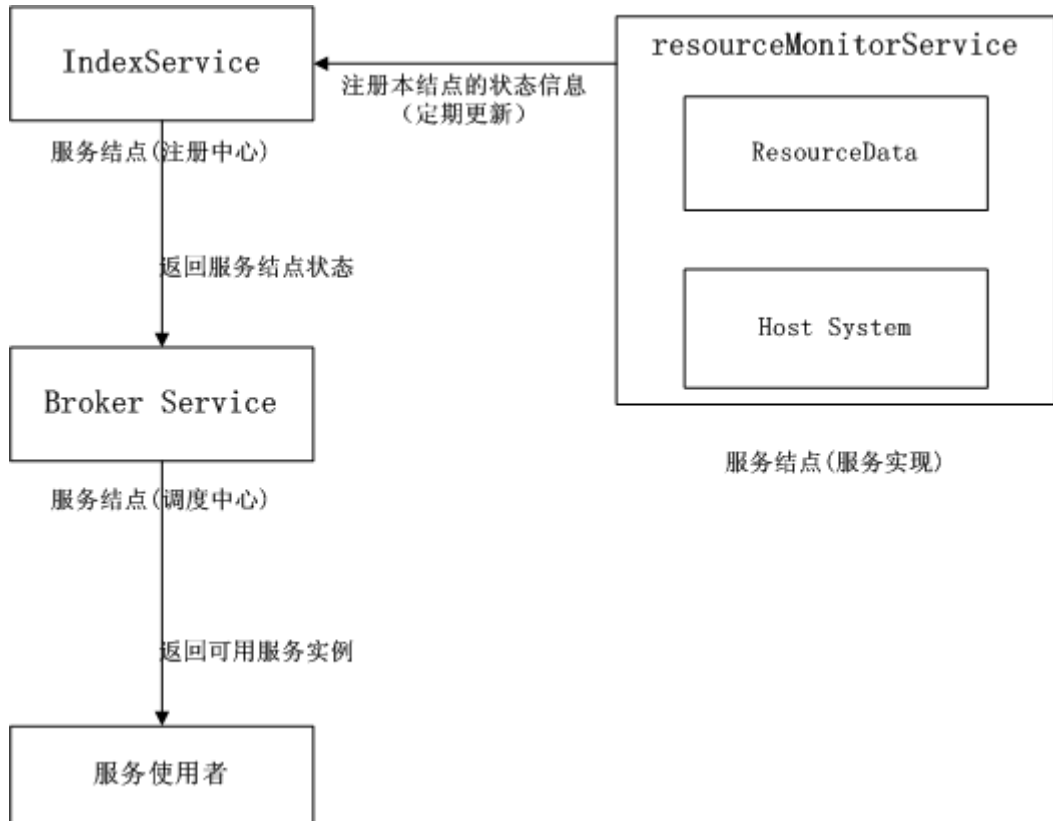 IndexService
resourceMonitorService
注册本结点的状态信息
（定期更新）
ResourceData
服务结点(注册中心)
返回服务结点状态
Host System
Broker Service
服务结点(服务实现)
服务结点(调度中心)
返回可用服务实例
服务使用者